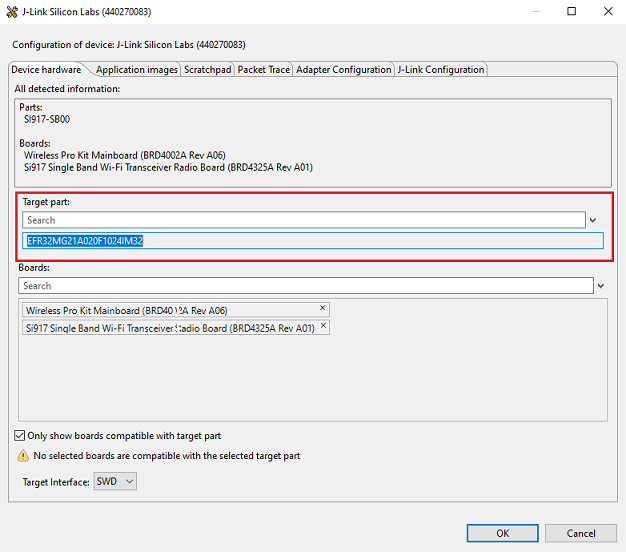 J-Link Silicon Labs (440270083)
Configuration of device: J-Link Silicon Labs (440270083)
Device hardware Application images Scratchpad Packet Trace Adapter Configuration J-Link Configuration
All detected information:
Parts:
SI917-SB00
Boards:
Wireless Pro Kit Mainboard (BRD4002A Rev A06)
Si917 Single Band Wi-Fi Transceiver Radio Board (BRD4325A Rev A01)
Target part:
Search
EFR32MG21A020F1024IM32
Boards:
Search
Wireless Pro Kit Mainboard Rev A06)
Si917 Single Band Wi-Fi Transceiver Board (BRD4325A Rev A01)
Only show boards compatible with target part
No selected boards are compatible with the selected target part
Target Interface: SWD
OK Cancel